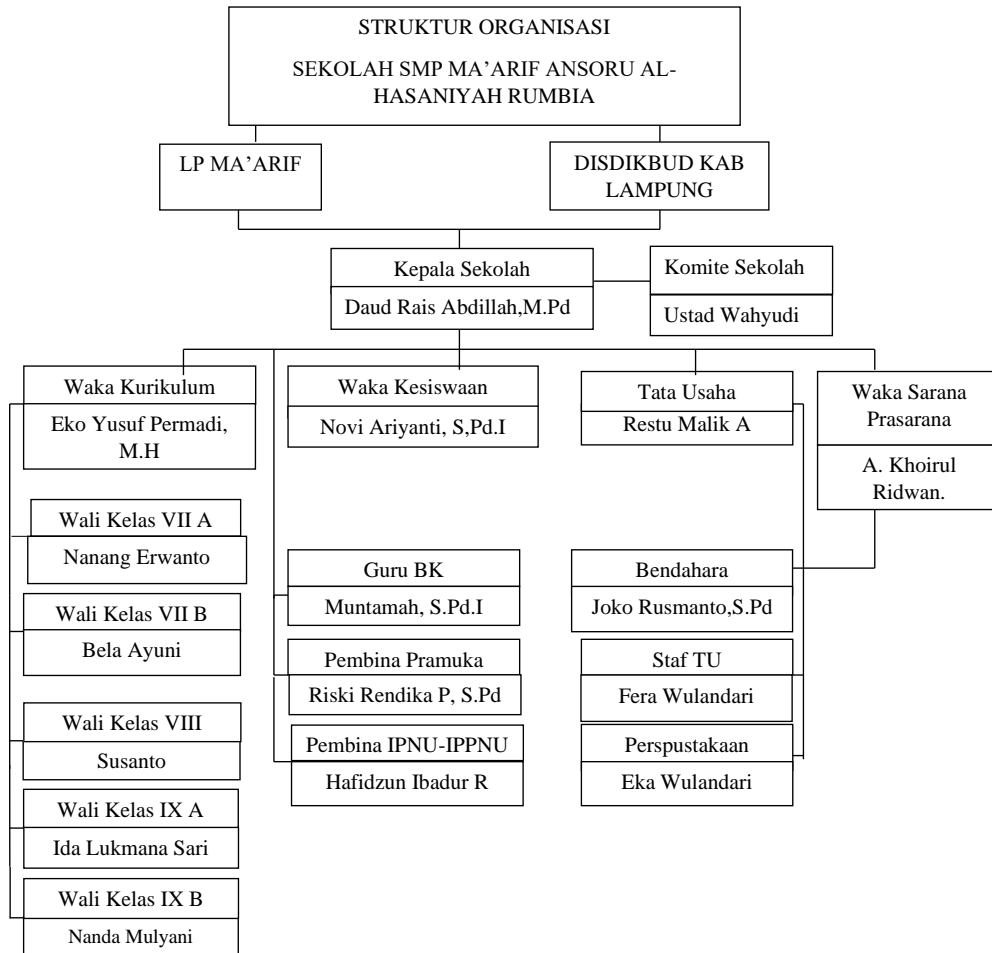 STRUKTUR ORGANISASI
SEKOLAH SMP MA’ARIF ANSORU AL-
HASANIYAH RUMBIA
LP MA’ARIF
DISDIKBUD KAB
LAMPUNG
Kepala Sekolah
Daud Rais Abdillah,M.Pd
Komite Sekolah
Ustad Wahyudi
Waka Kurikulum
Eko Yusuf Permadi,
M.H
Waka Kesiswaan
Novi Ariyanti, S,Pd.I
Tata Usaha
Restu Malik A
Waka Sarana
Prasarana
A. Khoirul
Ridwan.
Wali Kelas VII A
Nanang Erwanto
Wali Kelas VII B
Bela Ayuni
Wali Kelas VIII
Susanto
Wali Kelas IX A
Ida Lukmana Sari
Wali Kelas IX B
Nanda Mulyani
Guru BK
Muntamah, S.Pd.I
Pembina Pramuka
Riski Rendika P, S.Pd
Pembina IPNU-IPPNU
Hafidzun Ibadur R
Bendahara
Joko Rusmanto,S.Pd
Staf TU
Fera Wulandari
Perspustakaan
Eka Wulandari